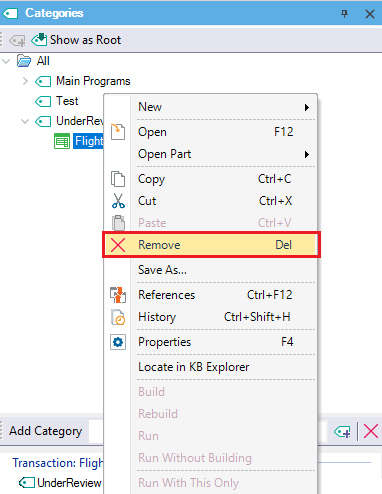 Categories
Show as Root
All
Main Programs
Test
UnderRev
Flight
New
Open F12
Open Part
Copy Ctrl+C
Cut Ctrl+X
Paste Ctrl+V
Remove Del
Save As...
References Ctrl+F12
History Ctrl+Shift+H
Properties F4
Locate in KB Explorer
Build
Rebuild
Run
Run Without Building
Run With This Only
Add Category
Transaction: Flight
UnderReview